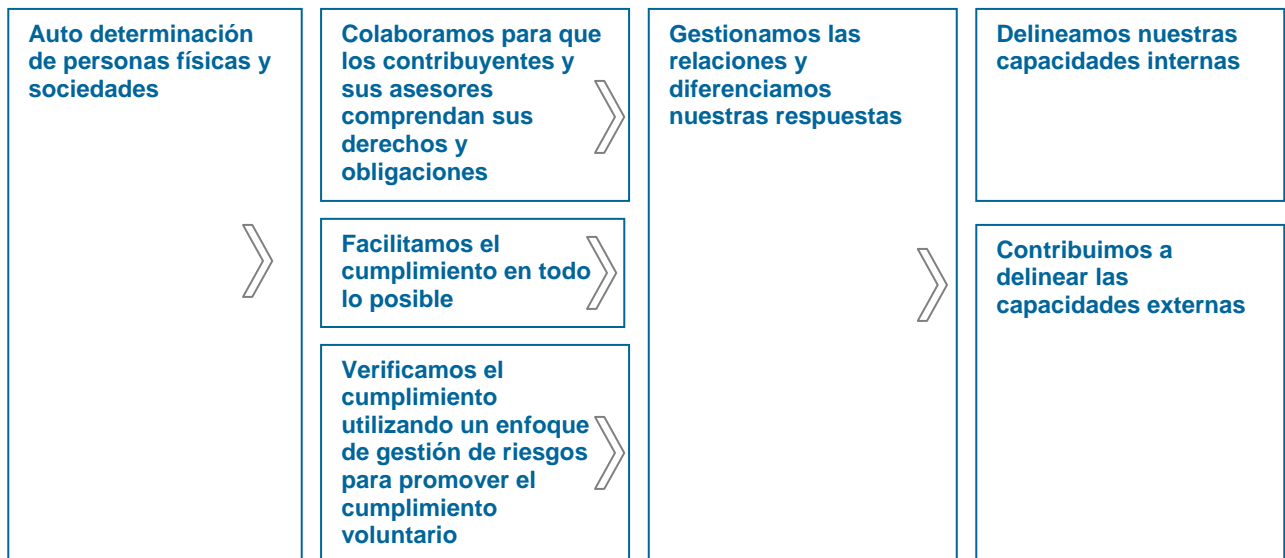 Auto determinación
de personas físicas y
sociedades
Colaboramos para que
los contribuyentes y
sus asesores
comprendan sus
derechos y
obligaciones
Facilitamos el
cumplimiento en todo
lo posible
Verificamos el
cumplimiento
utilizando un enfoque
de gestión de riesgos
para promover el
cumplimiento
voluntario
Gestionamos las
relaciones y
diferenciamos
nuestras respuestas
Delineamos nuestras
capacidades internas
Contribuimos a
delinear las
capacidades externas